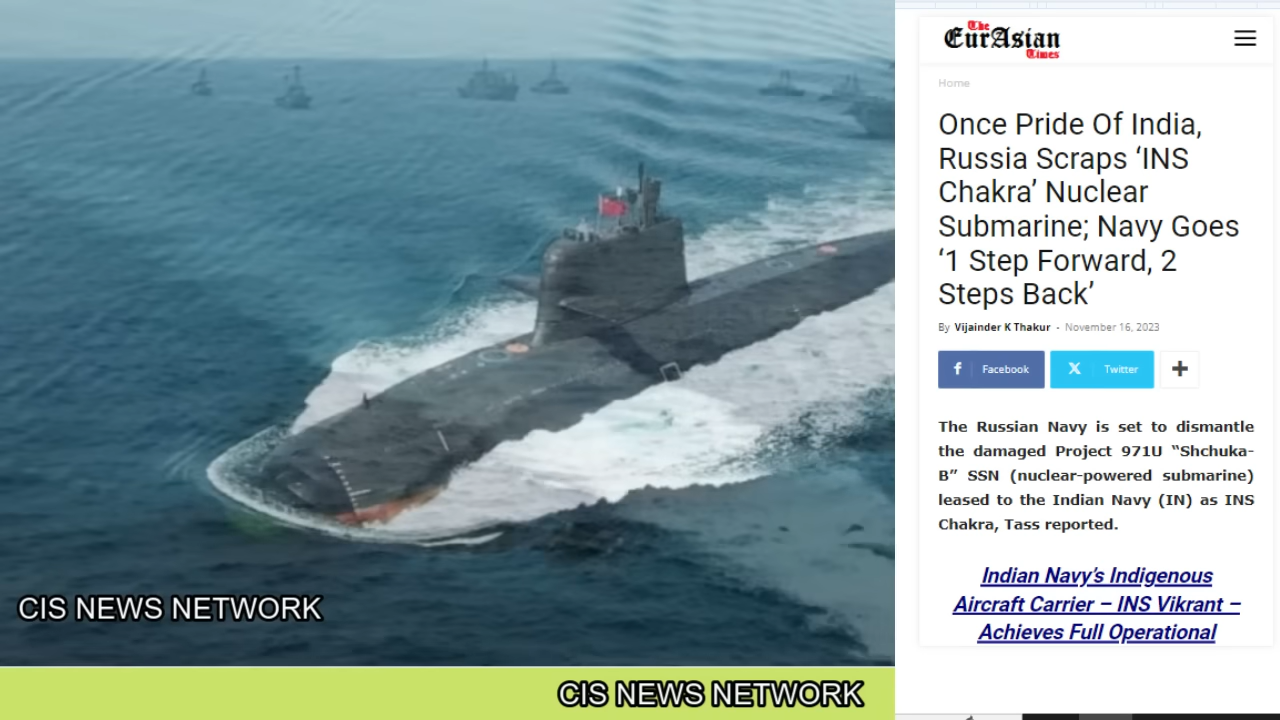 CIS NEWS NETWORK
CIS NEWS NETWORK
The
EurAsian
Times
Home
Once Pride Of India,
Russia Scraps ‘INS
Chakra’ Nuclear
Submarine; Navy Goes
‘1 Step Forward, 2
Steps Back’
By Vijainder K Thakur - November 16, 2023
Facebook
Twitter
The Russian Navy is set to dismantle
the damaged Project 971U “Shchuka-
B” SSN (nuclear-powered submarine)
leased to the Indian Navy (IN) as INS
Chakra, Tass reported.
Indian Navy’s Indigenous
Aircraft Carrier – INS Vikrant –
Achieves Full Operational